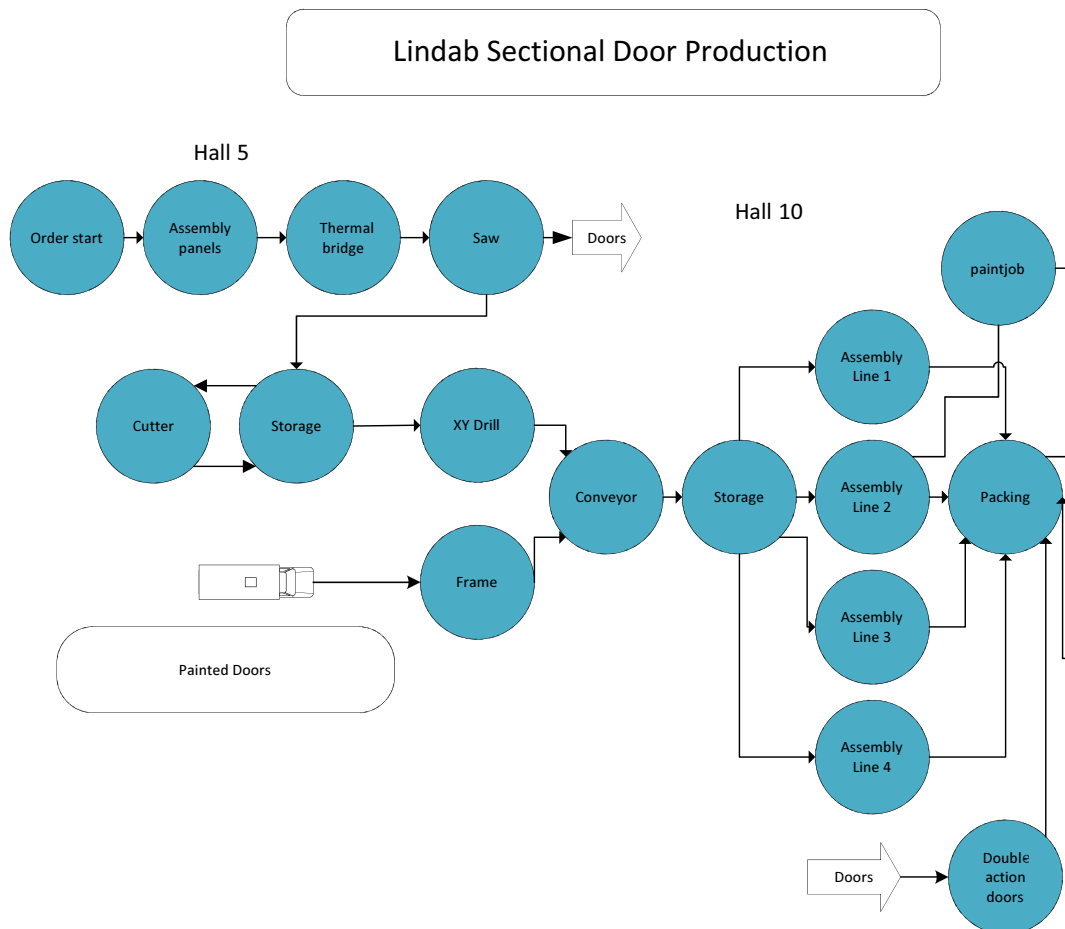 Lindab Sectional Door Production
Hall 5
Order start
Assembly
panels
Thermal
bridge
Saw
Doors
Hall 10
paintjob
Assembly
Line 1
Cutter
Storage
XY Drill
Conveyor
Storage
Assembly
Line 2
Packing
Frame
Assembly
Line 3
Painted Doors
Assembly
Line 4
Doors
Double
action
doors